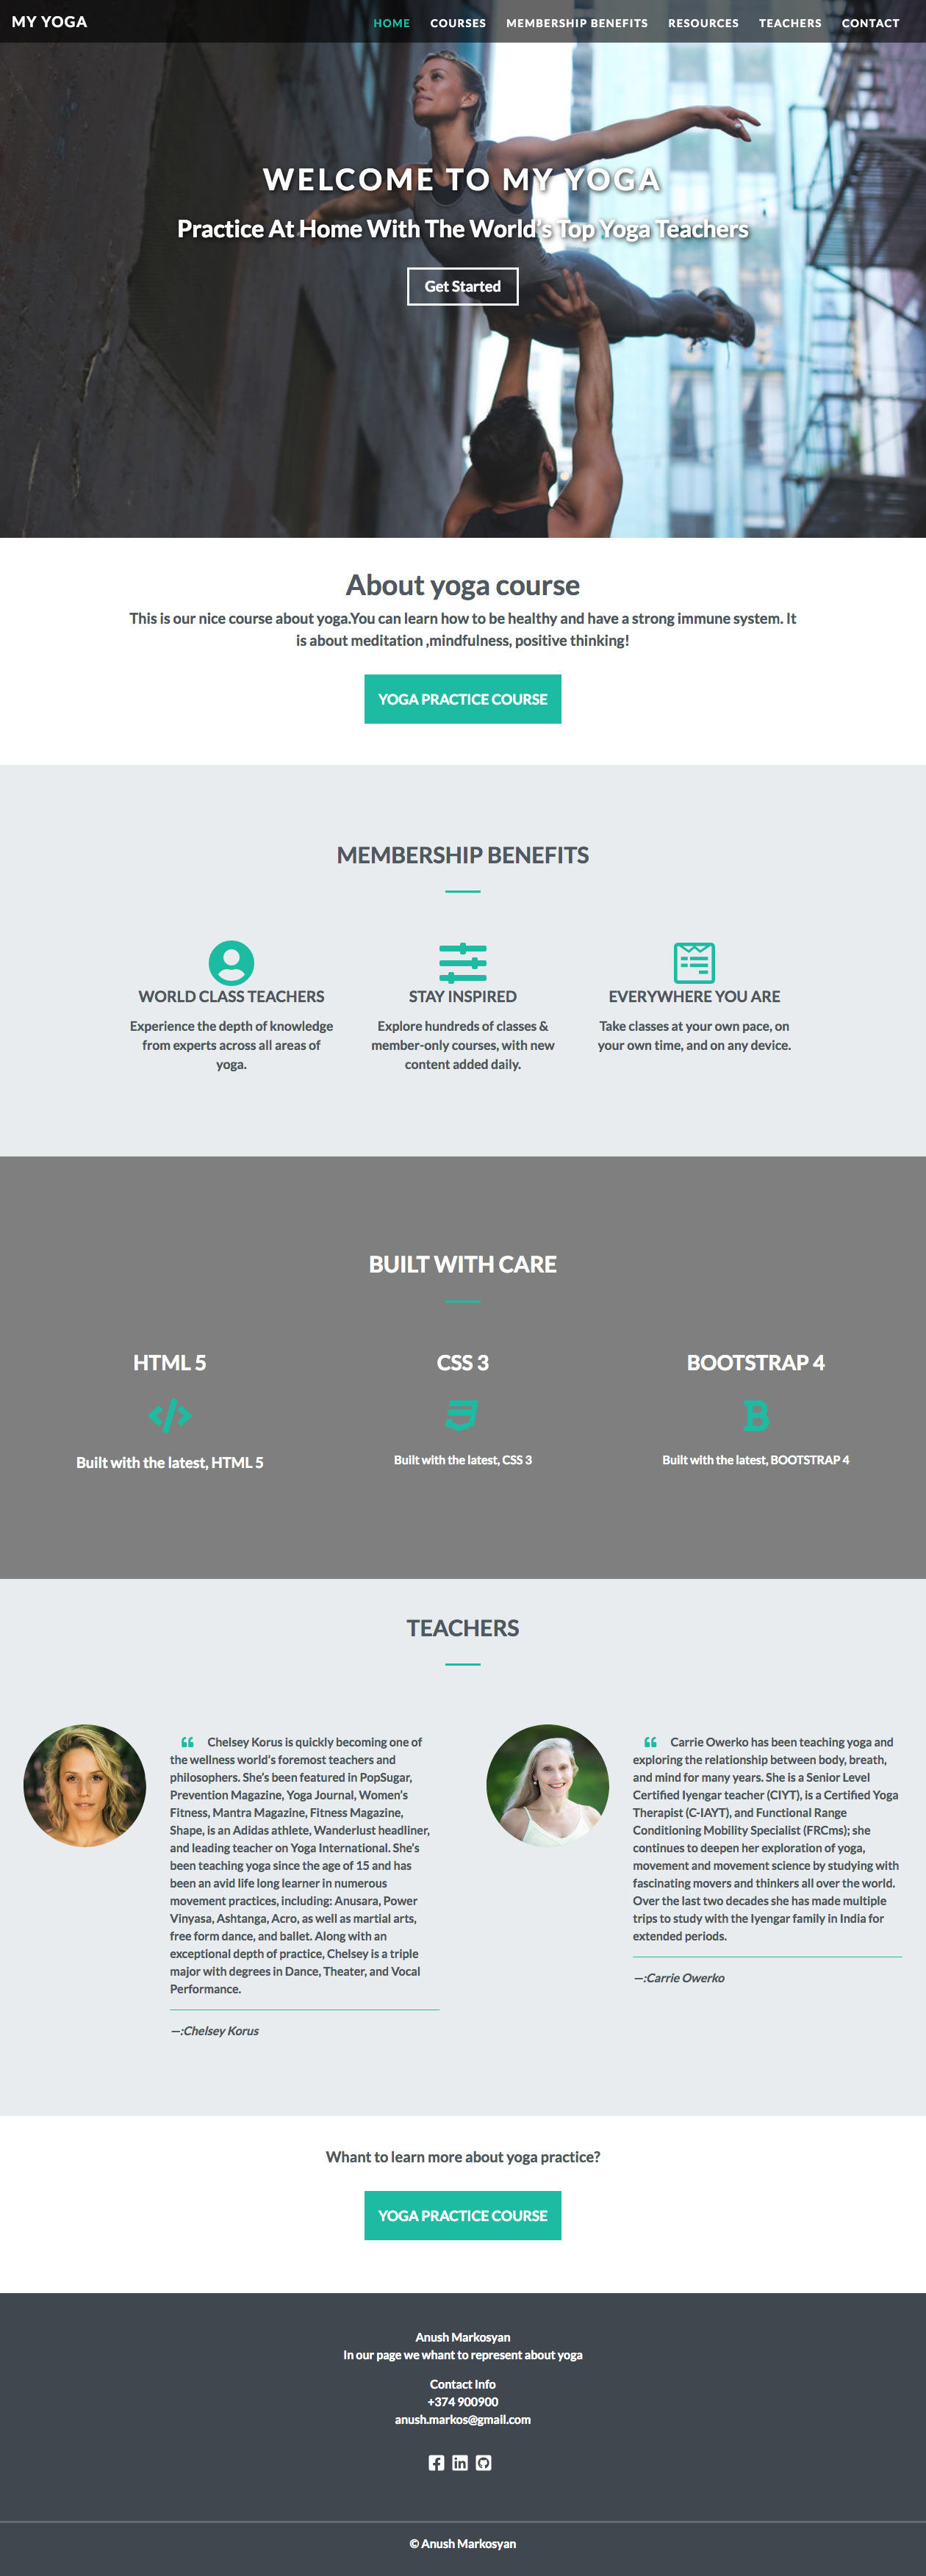 MY YOGA
HOME COURSES MEMBERSHIP BENEFITS RESOURCES TEACHERS CONTACT
WELCOME TO MY YOGA
Practice At Home With The World's Top Yoga Teachers
Get Started
About yoga course
This is our nice course about yoga.You can learn how to be healthy and have a strong immune system. It
is about meditation ,mindfulness, positive thinking!
YOGA PRACTICE COURSE
MEMBERSHIP BENEFITS
WORLD CLASS TEACHERS
Experience the depth of knowledge
from experts across all areas of
yoga.
STAY INSPIRED
Explore hundreds of classes &
member-only courses, with new
content added daily.
EVERYWHERE YOU ARE
Take classes at your own pace, on
your own time, and on any device.
BUILT WITH CARE
HTML 5
Built with the latest, HTML 5
CSS 3
Built with the latest, CSS 3
BOOTSTRAP 4
Built with the latest, BOOTSTRAP 4
TEACHERS
“ Chelsey Korus is quickly becoming one of
the wellness world’s foremost teachers and
philosophers. She’s been featured in PopSugar,
Prevention Magazine, Yoga Journal, Women’s
Fitness, Mantra Magazine, Fitness Magazine,
Shape, is an Adidas athlete, Wanderlust headliner,
and leading teacher on Yoga International. She’s
been teaching yoga since the age of 15 and has
been an avid life long learner in numerous
movement practices, including: Anusara, Power
Vinyasa, Ashtanga, Acro, as well as martial arts,
free form dance, and ballet. Along with an
exceptional depth of practice, Chelsey is a triple
major with degrees in Dance, Theater, and Vocal
Performance.
—:Chelsey Korus
“ Carrie Owerko has been teaching yoga and
exploring the relationship between body, breath,
and mind for many years. She is a Senior Level
Certified Iyengar teacher (CIYT), is a Certified Yoga
Therapist (C-IAYT), and Functional Range
Conditioning Mobility Specialist (FRCms); she
continues to deepen her exploration of yoga,
movement and movement science by studying with
fascinating movers and thinkers all over the world.
Over the last two decades she has made multiple
trips to study with the Iyengar family in India for
extended periods.
—:Carrie Owerko
Whant to learn more about yoga practice?
YOGA PRACTICE COURSE
Anush Markosyan
In our page we whant to represent about yoga
Contact Info
+374 900900
anush.markos@gmail.com
© Anush Markosyan